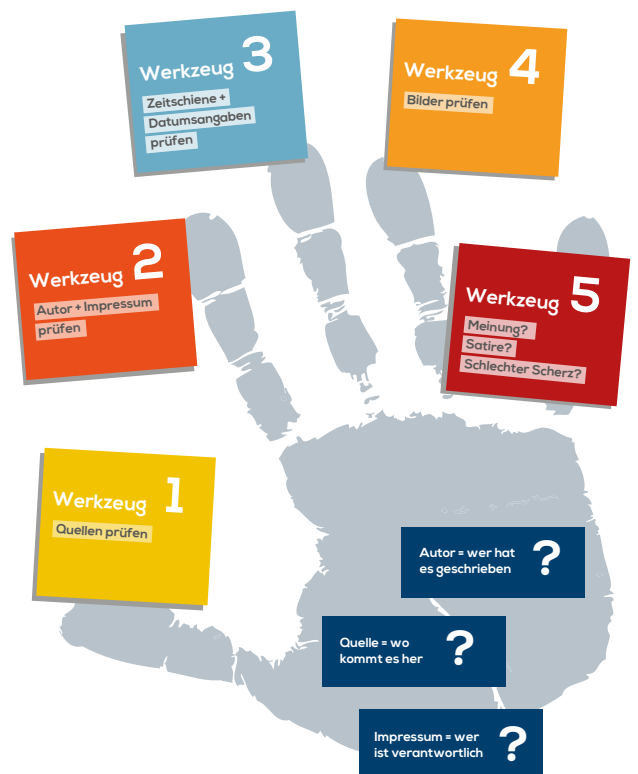 Werkzeug 3
Zeitschiene +
Datumsangaben
prüfen
Werkzeug 4
Bilder prüfen
Werkzeug 2
Autor + Impressum
prüfen
Werkzeug 5
Meinung?
Satire?
Schlechter Scherz?
Werkzeug 1
Quellen prüfen
Autor = wer hat
es geschrieben ?
Quelle = wo
kommt es her ?
Impressum = wer
ist verantwortlich ?